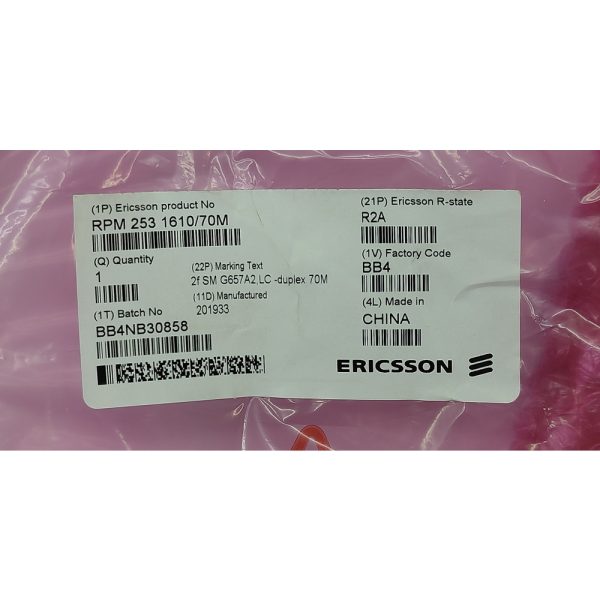 (1P) Ericsson product No
RPM 253 1610/70M
(21P) Ericsson R-state
R2A
(Q) Quantity
1
(22P) Marking Text
2f SM G657A2,LC -duplex 70M
(11D) Manufactured
201933
(1V) Factory Code
BB4
(1T) Batch No
BB4NB30858
(4L) Made in
CHINA
ERICSSON